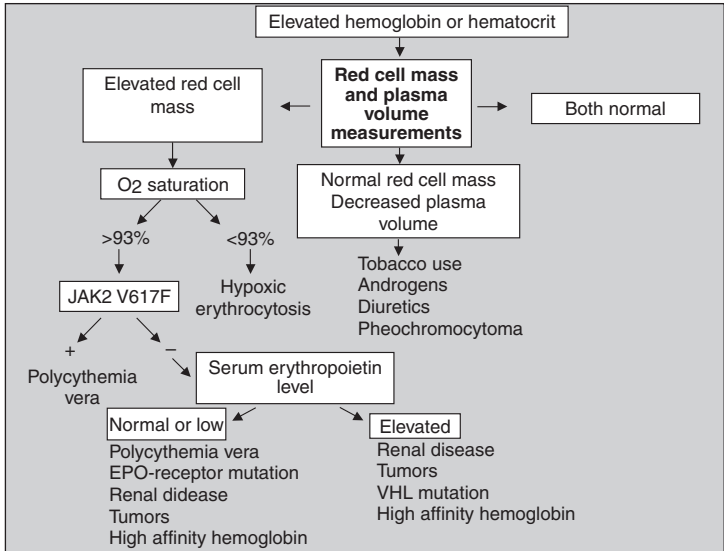 Elevated hemoglobin or hematocrit
Elevated red cell
mass
Red cell mass
and plasma
volume
measurements
Both normal
O2 saturation
Normal red cell mass
Decreased plasma
volume
>93%
<93%
Tobacco use
Androgens
Diuretics
Pheochromocytoma
Hypoxic
erythrocytosis
JAK2 V617F
+
–
Polycythemia
vera
Serum erythropoietin
level
Normal or low
Polycythemia vera
EPO-receptor mutation
Renal didease
Tumors
High affinity hemoglobin
Elevated
Renal disease
Tumors
VHL mutation
High affinity hemoglobin